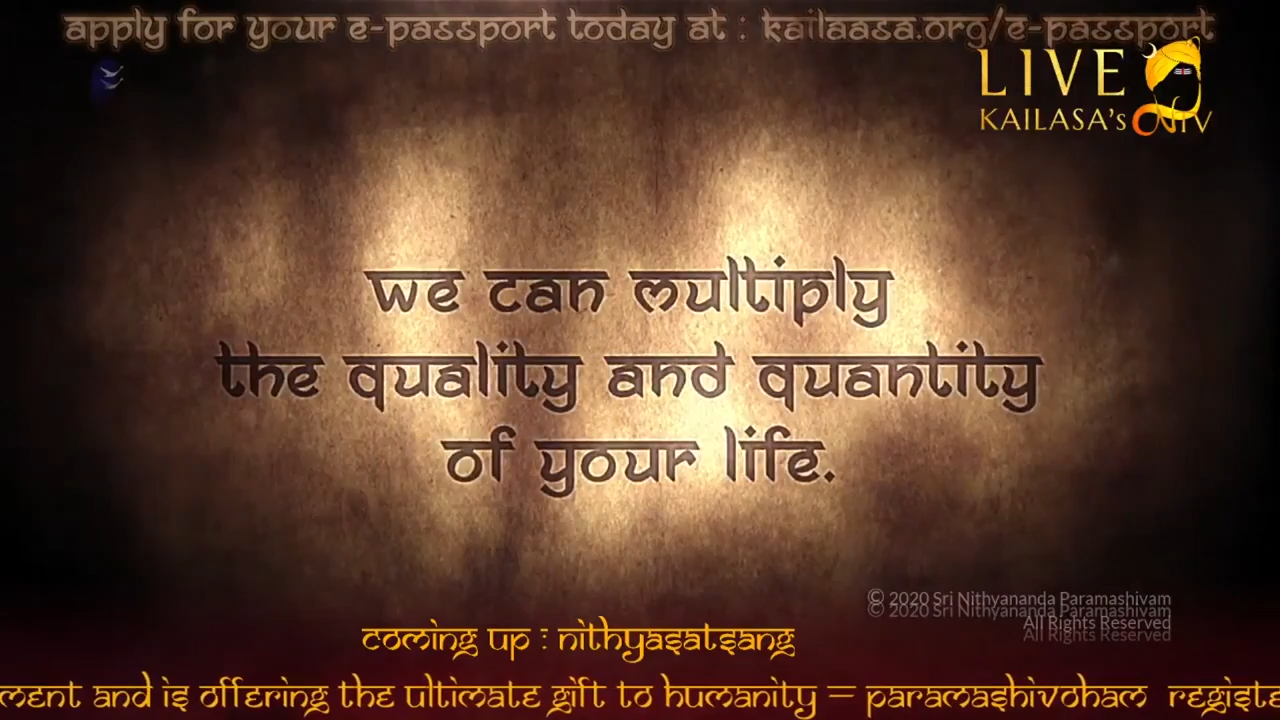 apply for your e-passport today at : kailaasa.org/e-passport
LIVE
KAILASA's NTV
we can multiply
the quality and quantity
of your life.
© 2020 Sri Nithyananda Paramashivam
© 2020 Sri Nithyananda Paramashivam
All Rights Reserved
All Rights Reserved
coming up : nithyasatsang
ment and is offering the ultimate gift to humanity – paramashivoham registe